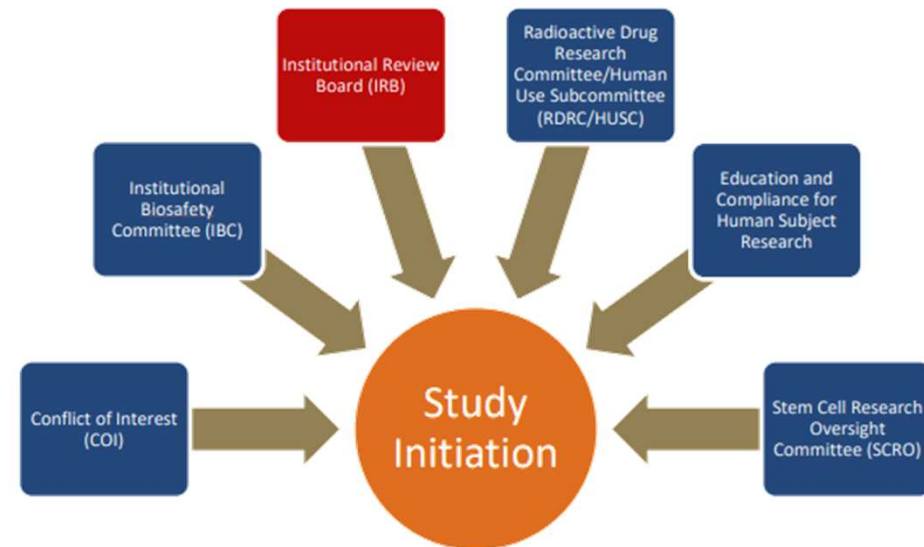 Institutional Review
Board (IRB)
Radioactive Drug
Research
Committee/Human
Use Subcommittee
(RDRC/HUSC)
Institutional
Biosafety
Committee (IBC)
Education and
Compliance for
Human Subject
Research
Conflict of Interest
(COI)
Study
Initiation
Stem Cell Research
Oversight
Committee (SCRO)